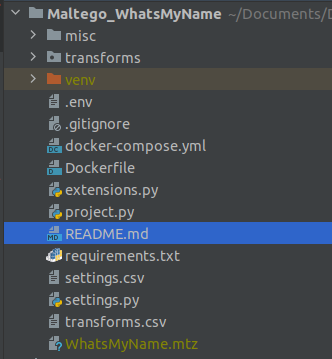 Maltego_WhatsMyName ~/Documents/D
misc
transforms
venv
.env
.gitignore
docker-compose.yml
Dockerfile
extensions.py
project.py
README.md
requirements.txt
settings.csv
settings.py
transforms.csv
WhatsMyName.mtz